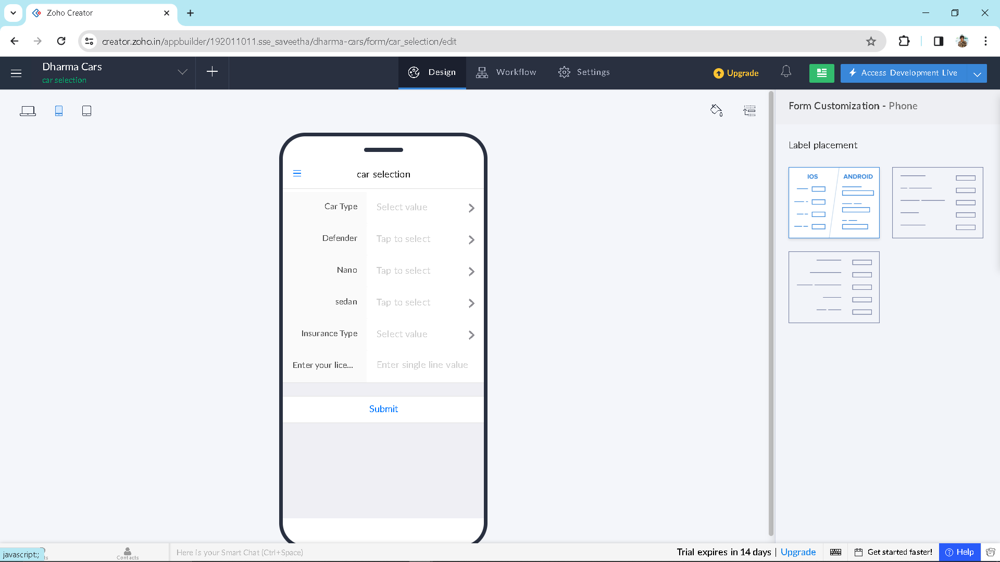 Zoho Creator
creator.zoho.in/appbuilder/192011011.sse_saveetha/dharma-cars/form/car_selection/edit
Dharma Cars
car selection
Design
Workflow
Settings
Upgrade
Access Development Live
Form Customization - Phone
Label placement
IOS
ANDROID
car selection
Car Type Select value
Defender Tap to select
Nano Tap to select
sedan Tap to select
Insurance Type Select value
Enter your lice... Enter single line value
Submit
javascript:;
Contacts
Here is your Smart Chat (Ctrl+Space)
Trial expires in 14 days | Upgrade
Get started faster!
Help